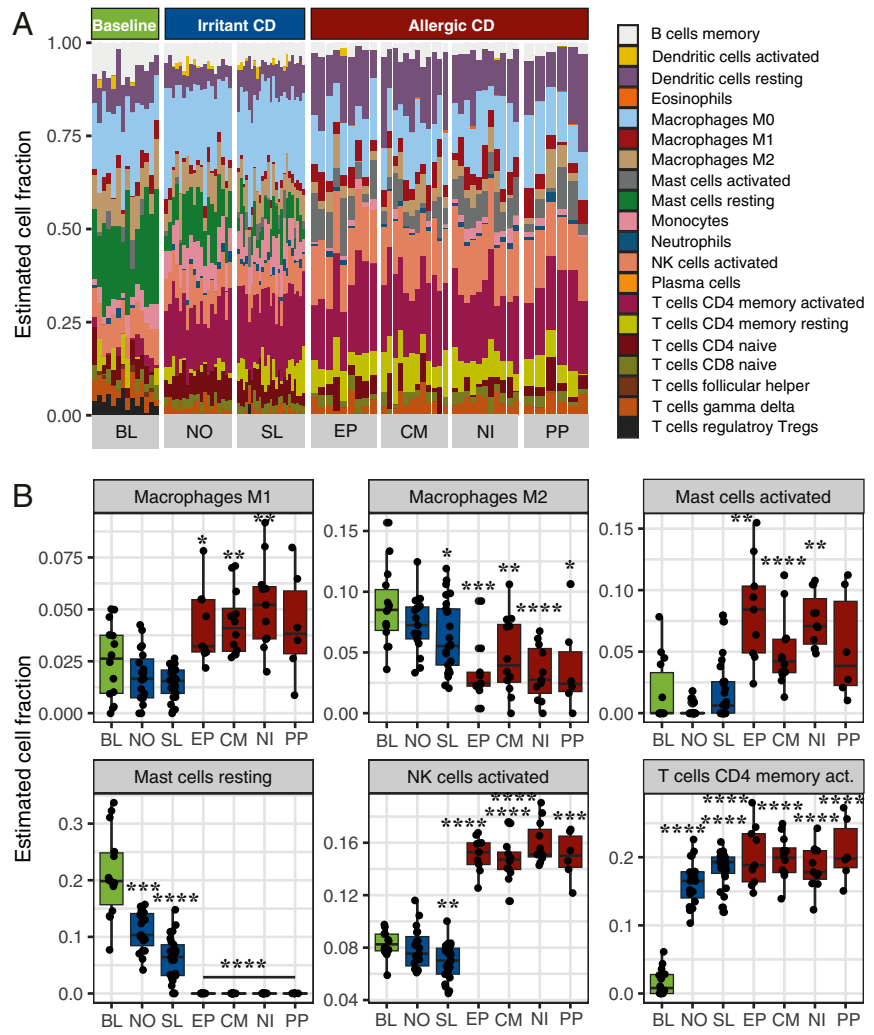 A
Baseline Irritant CD Allergic CD
Estimated cell fraction
1.00
0.75
0.50
0.25
0.00
BL NO SL EP CM NI PP
B cells memory
Dendritic cells activated
Dendritic cells resting
Eosinophils
Macrophages M0
Macrophages M1
Macrophages M2
Mast cells activated
Mast cells resting
Monocytes
Neutrophils
NK cells activated
Plasma cells
T cells CD4 memory activated
T cells CD4 memory resting
T cells CD4 naive
T cells CD8 naive
T cells follicular helper
T cells gamma delta
T cells regulatroy Tregs
B
Estimated cell fraction
Macrophages M1
0.075
0.050
0.025
0.000
* ** **
BL NO SL EP CM NI PP
Macrophages M2
0.15
0.10
0.05
0.00
* *** ** **** *
BL NO SL EP CM NI PP
Mast cells activated
0.15
0.10
0.05
0.00
** **** **
BL NO SL EP CM NI PP
Mast cells resting
0.3
0.2
0.1
0.0
*** **** ****
BL NO SL EP CM NI PP
NK cells activated
0.16
0.12
0.08
0.04
** **** **** **** ***
BL NO SL EP CM NI PP
T cells CD4 memory act.
0.2
0.1
0.0
**** **** **** **** **** ****
BL NO SL EP CM NI PP